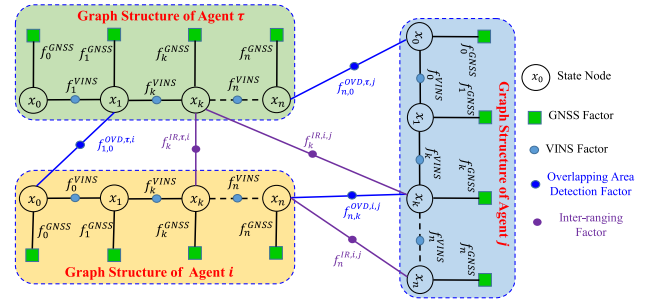 Graph Structure of Agent τ
f_0^{GNSS} f_1^{GNSS} f_k^{GNSS} f_n^{GNSS}
f_1^{VINS} f_k^{VINS} f_n^{VINS}
x_0 x_1 x_k x_n
f_{1,0}^{OVD,τ,i}
f_k^{IR,τ,i}
f_{n,0}^{OVD,τ,j}
f_k^{IR,i,j}
x_0 x_1 x_k x_n
f_0^{VINS} f_k^{VINS} f_n^{VINS}
f_0^{GNSS} f_1^{GNSS} f_k^{GNSS} f_n^{GNSS}
Graph Structure of Agent i
f_{n,k}^{OVD,i,j}
f_n^{IR,i,j}
Graph Structure of Agent j
x_0 x_1 x_k x_n
f_0^{VINS} f_k^{VINS} f_n^{VINS}
f_0^{GNSS} f_1^{GNSS} f_k^{GNSS} f_n^{GNSS}
x_0 State Node
GNSS Factor
VINS Factor
Overlapping Area
Detection Factor
Inter-ranging
Factor